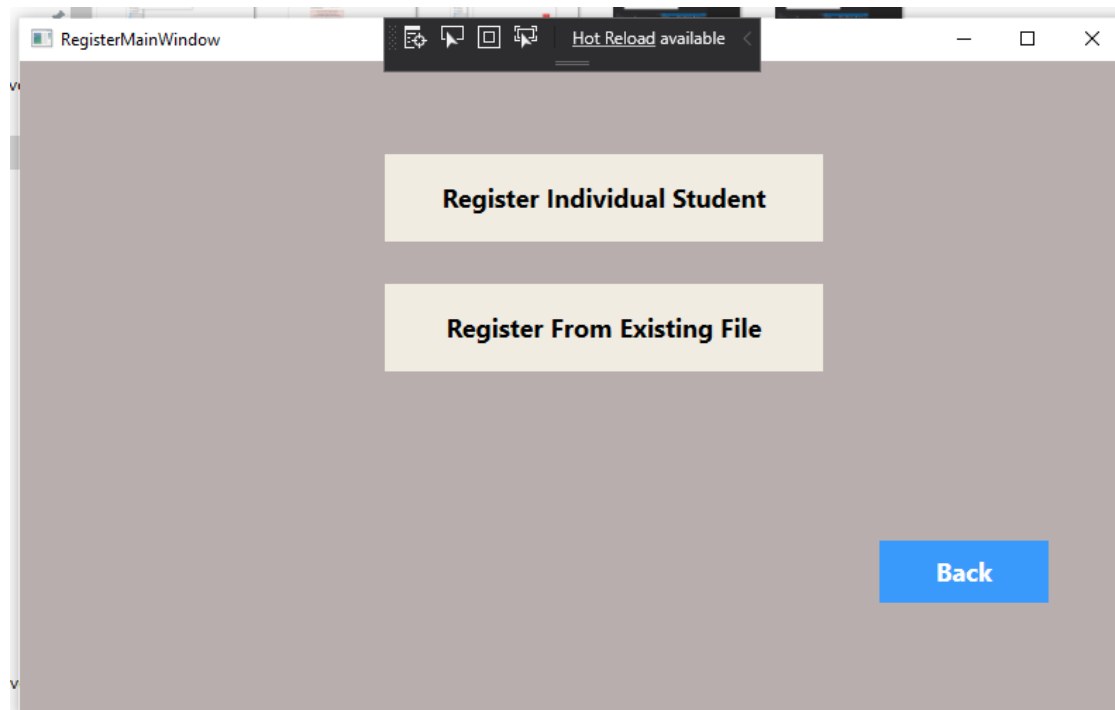 RegisterMainWindow
Hot Reload available
Register Individual Student
Register From Existing File
Back